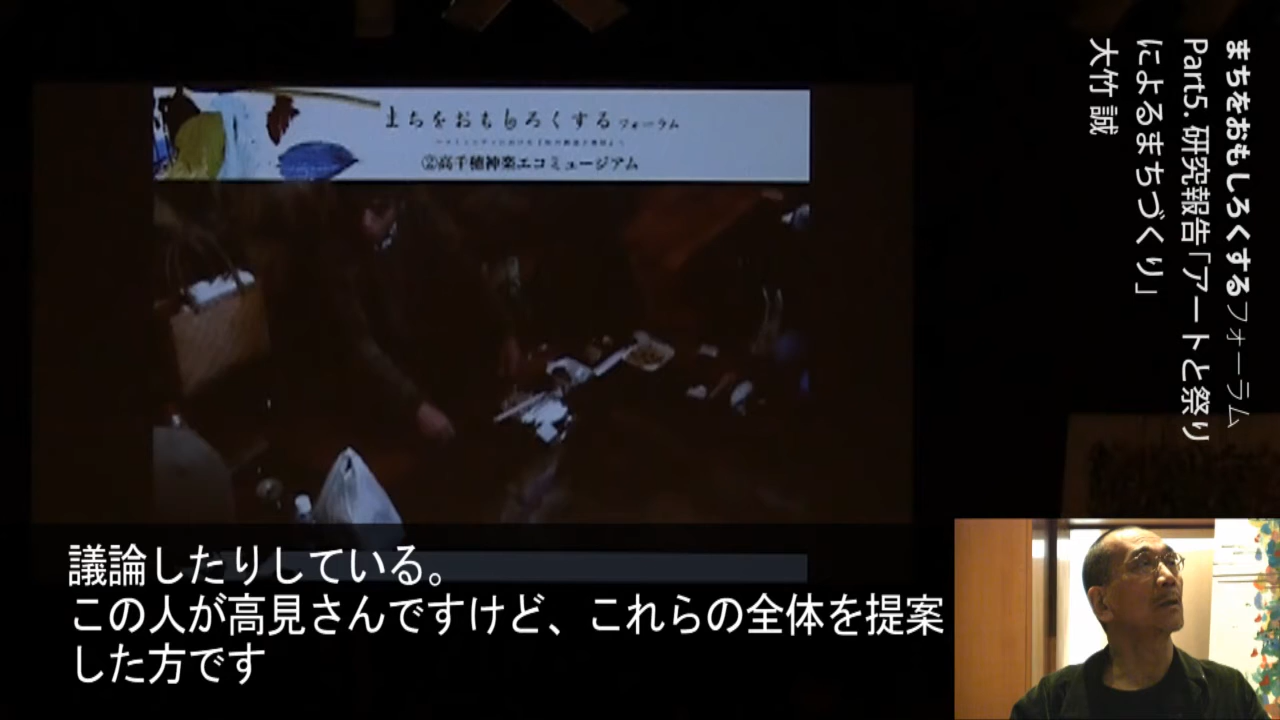 まちをおもしろくするフォーラム
Part5. 研究報告「アートと祭り
によるまちづくり」
大竹 誠
まちをおもしろくするフォーラム
②高千穂神楽エコミュージアム
議論したりしている。
この人が高見さんですけど、これらの全体を提案
した方です